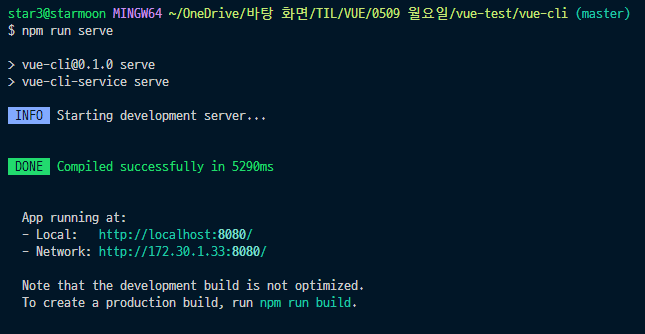 star3@starmoon MINGW64 ~/OneDrive/바탕 화면/TIL/VUE/0509 월요일/vue-test/vue-cli (master)
$ npm run serve
> vue-cli@0.1.0 serve
> vue-cli-service serve
INFO Starting development server...
DONE Compiled successfully in 5290ms
App running at:
- Local: http://localhost:8080/
- Network: http://172.30.1.33:8080/
Note that the development build is not optimized.
To create a production build, run npm run build.